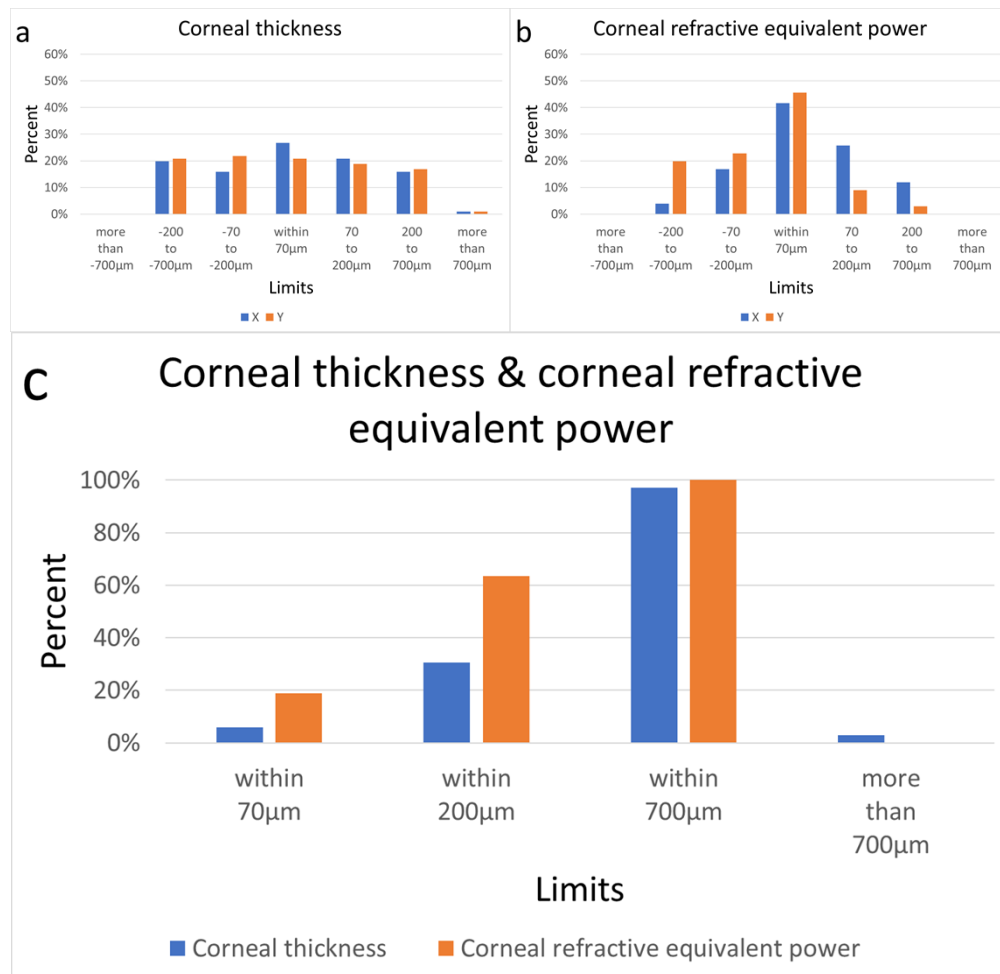 a
Corneal thickness
60%
50%
40%
30%
20%
10%
0%
Percent
more than -700μm
-200 to -700μm
-70 to -200μm
within 70μm
70 to 200μm
200 to 700μm
more than 700μm
Limits
X Y
b
Corneal refractive equivalent power
60%
50%
40%
30%
20%
10%
0%
Percent
more than -700μm
-200 to -700μm
-70 to -200μm
within 70μm
70 to 200μm
200 to 700μm
more than 700μm
Limits
X Y
c
Corneal thickness & corneal refractive
equivalent power
100%
80%
60%
40%
20%
0%
Percent
within 70μm
within 200μm
within 700μm
more than 700μm
Limits
Corneal thickness Corneal refractive equivalent power